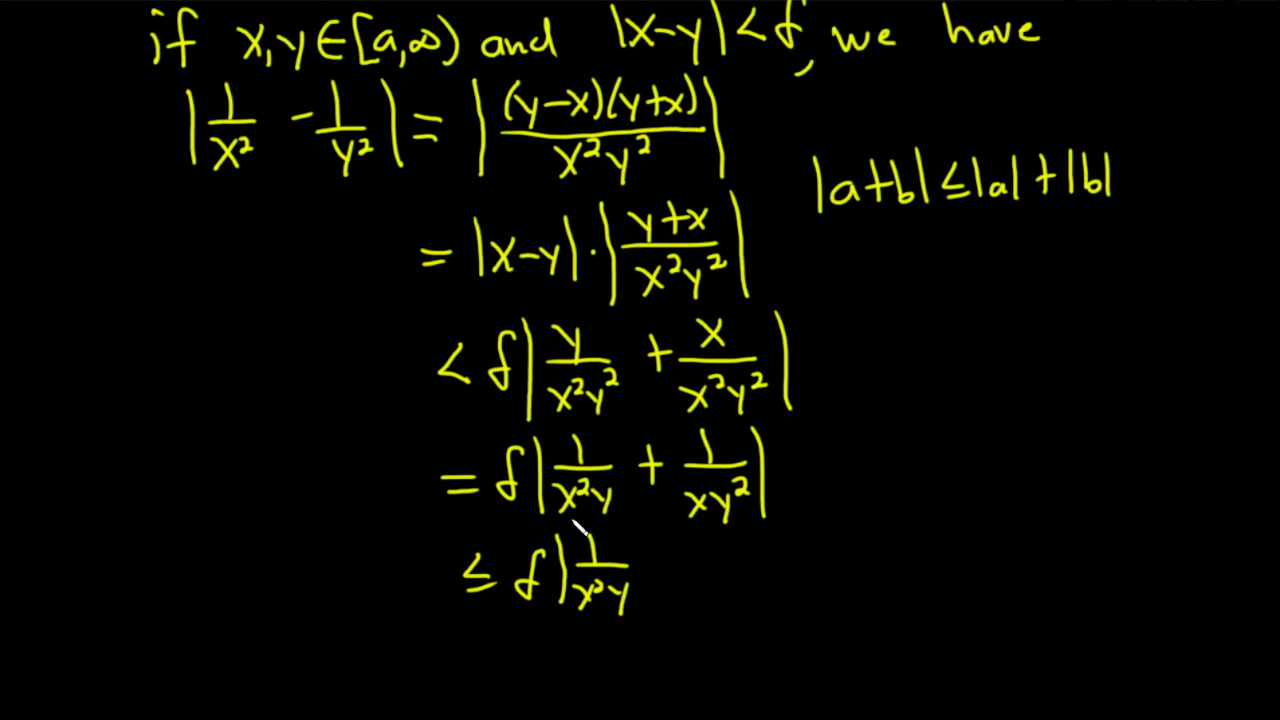 if x,y∈[a,∞) and |x-y|<δ, we have
|1/x² - 1/y²| = |(y-x)(y+x)/x²y²|
|a+b| ≤ |a| + |b|
= |x-y|·|y+x/x²y²|
< δ|y/x²y² + x/x²y²|
= δ|1/x²y + 1/xy²|
≤ δ|1/x²y